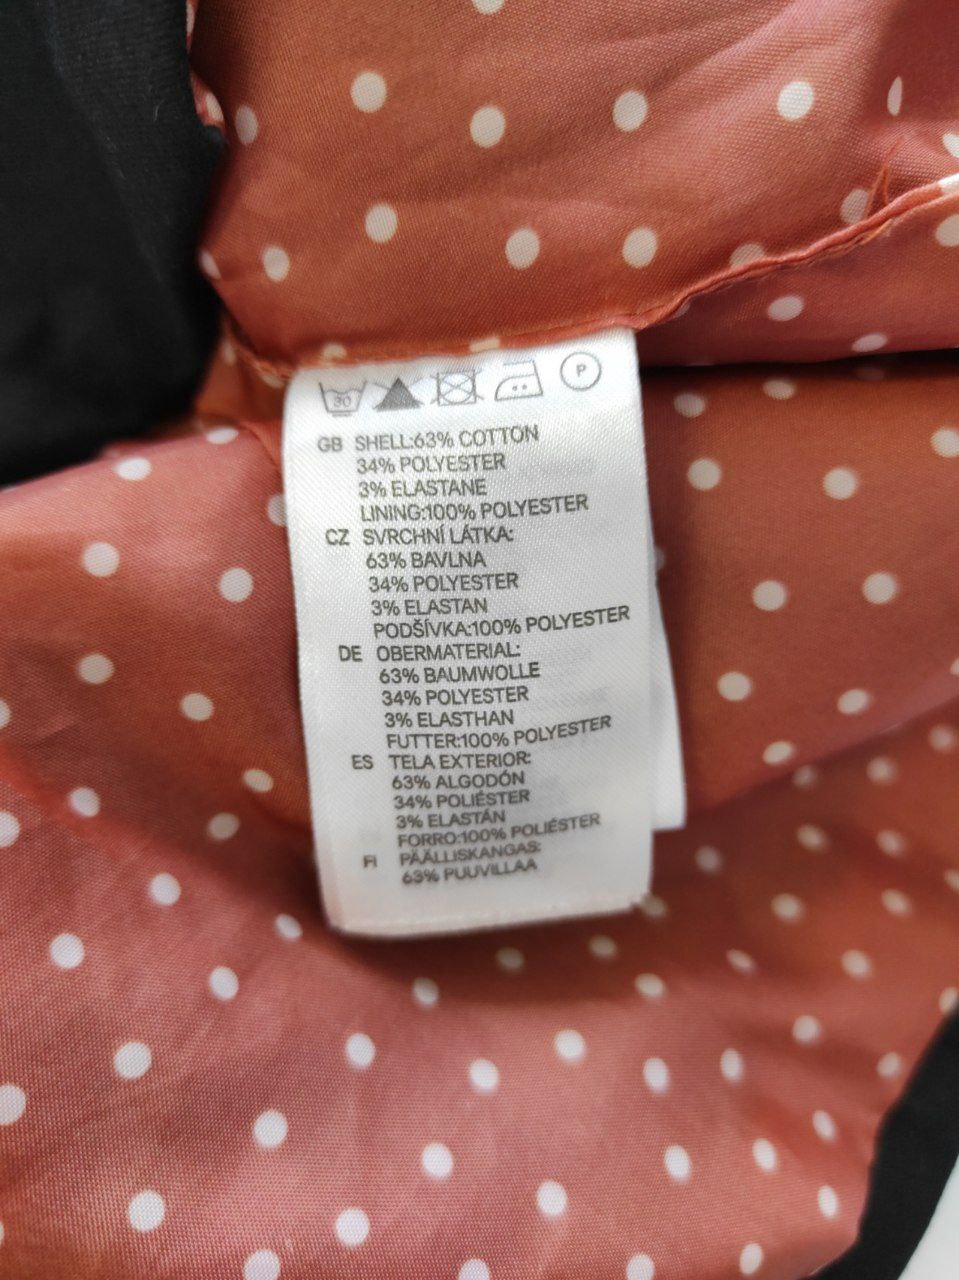 30 P
GB SHELL:63% COTTON
34% POLYESTER
3% ELASTANE
LINING:100% POLYESTER
CZ SVRCHNÍ LÁTKA:
63% BAVLNA
34% POLYESTER
3% ELASTAN
PODŠÍVKA:100% POLYESTER
DE OBERMATERIAL:
63% BAUMWOLLE
34% POLYESTER
3% ELASTHAN
FUTTER:100% POLYESTER
ES TELA EXTERIOR:
63% ALGODÓN
34% POLIÉSTER
3% ELASTÁN
FORRO:100% POLIÉSTER
FI PÄÄLLISKANGAS:
63% PUUVILLAA